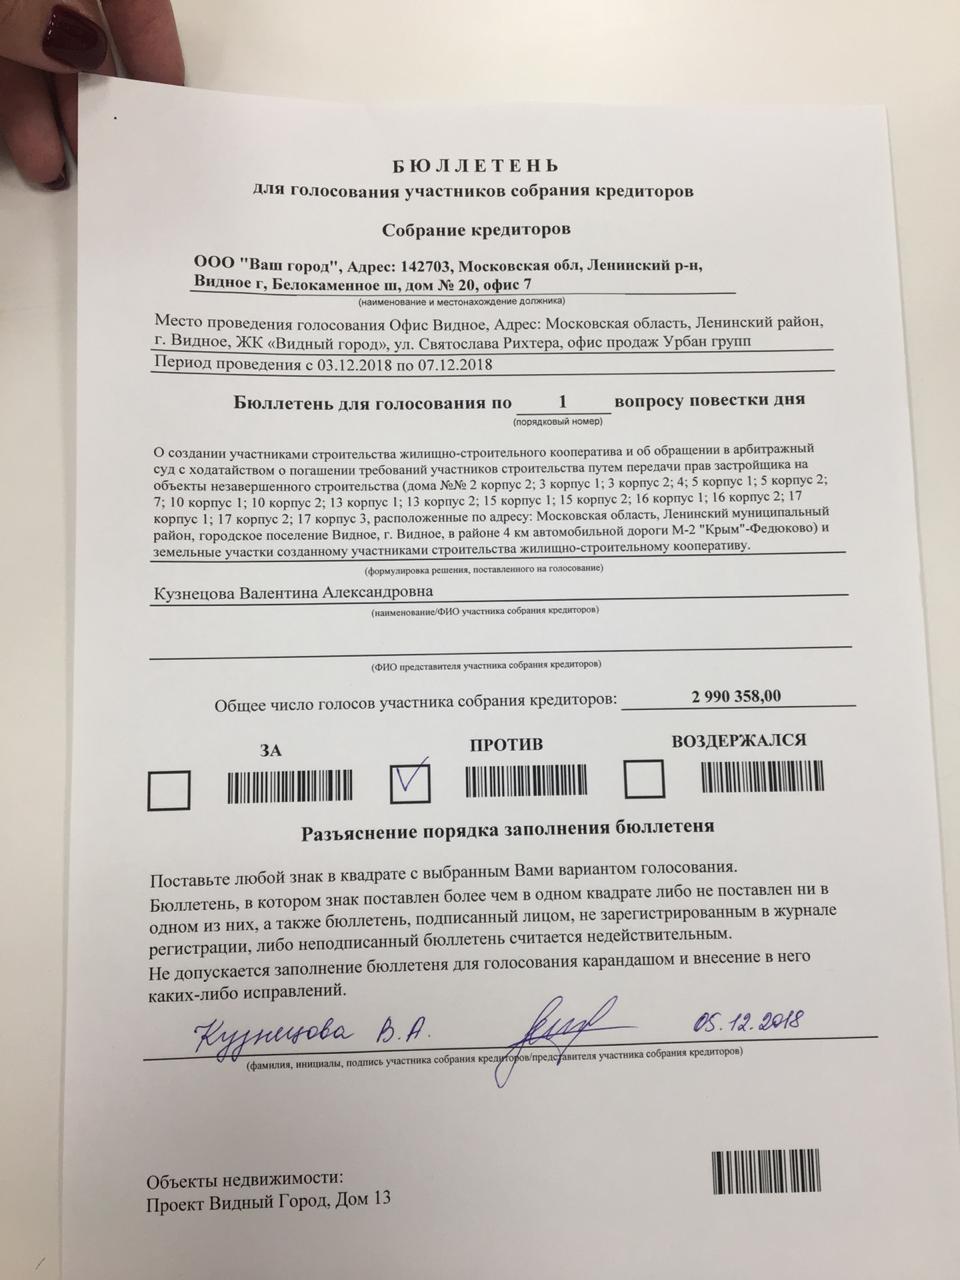 БЮЛЛЕТЕНЬ
для голосования участников собрания кредиторов
Собрание кредиторов
ООО "Ваш город", Адрес: 142703, Московская обл, Ленинский р-н,
Видное г, Белокаменное ш, дом № 20, офис 7
(наименование и местонахождение должника)
Место проведения голосования Офис Видное, Адрес: Московская область, Ленинский район,
г. Видное, ЖК «Видный город», ул. Святослава Рихтера, офис продаж Урбан групп
Период проведения с 03.12.2018 по 07.12.2018
Бюллетень для голосования по 1 вопросу повестки дня
(порядковый номер)
О создании участниками строительства жилищно-строительного кооператива и об обращении в арбитражный
суд с ходатайством о погашении требований участников строительства путем передачи прав застройщика на
объекты незавершенного строительства (дома №№ 2 корпус 2; 3 корпус 1; 3 корпус 2; 4; 5 корпус 1; 5 корпус 2;
7; 10 корпус 1; 10 корпус 2; 13 корпус 1; 13 корпус 2; 15 корпус 1; 15 корпус 2; 16 корпус 1; 16 корпус 2; 17
корпус 1; 17 корпус 2; 17 корпус 3, расположенные по адресу: Московская область, Ленинский муниципальный
район, городское поселение Видное, г. Видное, в районе 4 км автомобильной дороги М-2 "Крым"-Федюково) и
земельные участки созданному участниками строительства жилищно-строительному кооперативу.
(формулировка решения, поставленного на голосование)
Кузнецова Валентина Александровна
(наименование/ФИО участника собрания кредиторов)
(ФИО представителя участника собрания кредиторов)
Общее число голосов участника собрания кредиторов: 2 990 358,00
ЗА ПРОТИВ ВОЗДЕРЖАЛСЯ
Разъяснение порядка заполнения бюллетеня
Поставьте любой знак в квадрате с выбранным Вами вариантом голосования.
Бюллетень, в котором знак поставлен более чем в одном квадрате либо не поставлен ни в
одном из них, а также бюллетень, подписанный лицом, не зарегистрированным в журнале
регистрации, либо неподписанный бюллетень считается недействительным.
Не допускается заполнение бюллетеня для голосования карандашом и внесение в него
каких-либо исправлений.
Кузнецова В.А. 05.12.2018
(фамилия, инициалы, подпись участника собрания кредиторов/представителя участника собрания кредиторов)
Объекты недвижимости:
Проект Видный Город, Дом 13